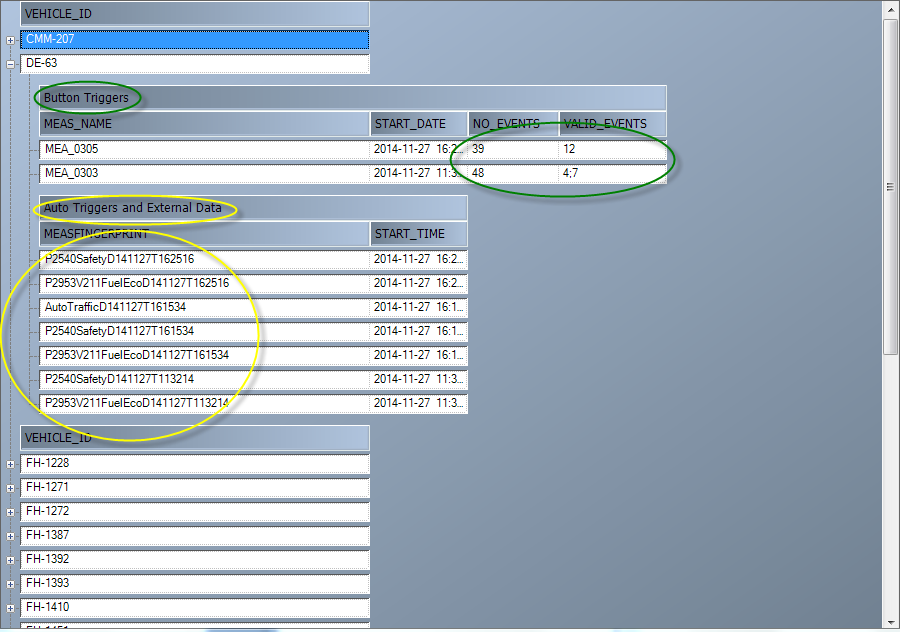 VEHICLE_ID
CMM-207
DE-63
Button Triggers
MEAS_NAME START_DATE NO_EVENTS VALID_EVENTS
MEA_0305 2014-11-27 16:2... 39 12
MEA_0303 2014-11-27 11:3... 48 4;7
Auto Triggers and External Data
MEASFINGERPRINT START_TIME
P2540SafetyD141127T162516 2014-11-27 16:2...
P2953V211FuelEcoD141127T162516 2014-11-27 16:2...
AutoTrafficD141127T161534 2014-11-27 16:1...
P2540SafetyD141127T161534 2014-11-27 16:1...
P2953V211FuelEcoD141127T161534 2014-11-27 16:1...
P2540SafetyD141127T113214 2014-11-27 11:3...
P2953V211FuelEcoD141127T113214 2014-11-27 11:3...
VEHICLE_ID
FH-1228
FH-1271
FH-1272
FH-1387
FH-1392
FH-1393
FH-1410